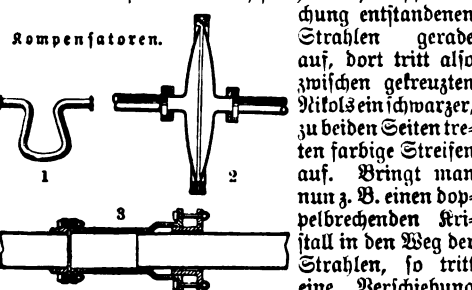 Kompensatoren.
1
2
3
chung entstandenen
Strahlen gerade
auf, dort tritt also
zwischen gekreuzten
Nikols ein schwarzer,
zu beiden Seiten tre-
ten farbige Streifen
auf. Bringt man
nun z. B. einen dop-
pelbrechenden Kri-
stall in den Weg der
Strahlen, so tritt
eine Verschiebung